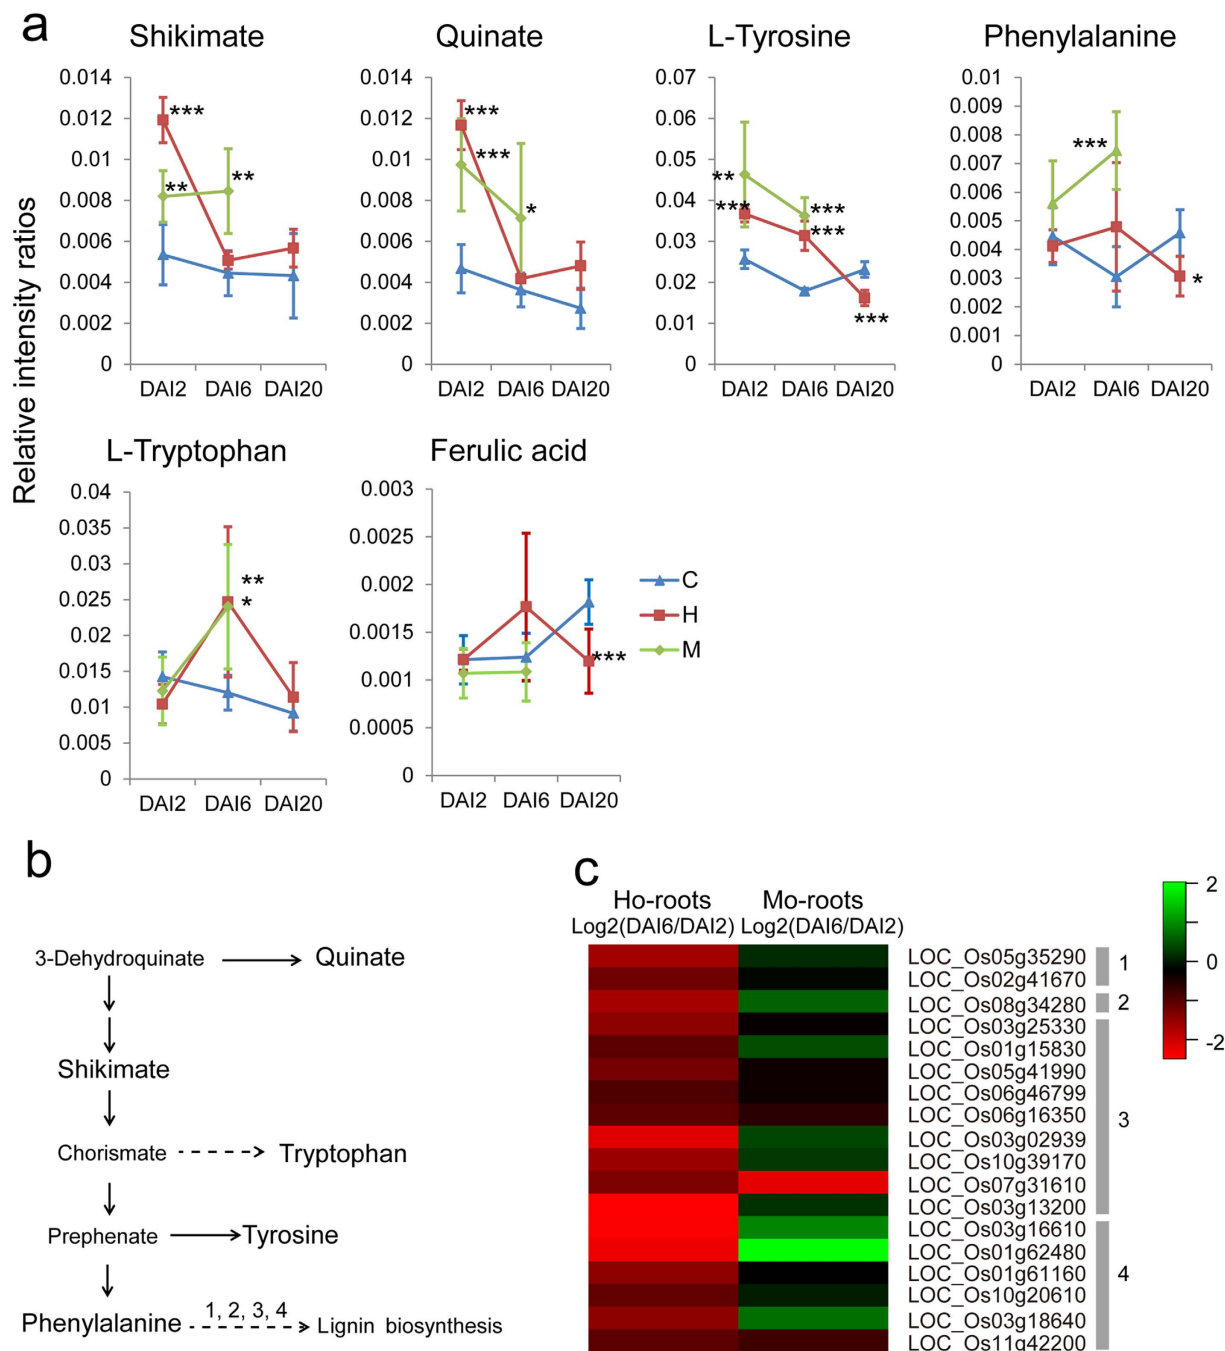 a
Shikimate
Quinate
L-Tyrosine
Phenylalanine
Relative intensity ratios
0.014
0.012
0.01
0.008
0.006
0.004
0.002
0
***
**
**
DAI2 DAI6 DAI20
0.014
0.012
0.01
0.008
0.006
0.004
0.002
0
***
***
*
DAI2 DAI6 DAI20
0.07
0.06
0.05
0.04
0.03
0.02
0.01
0
**
***
***
***
***
DAI2 DAI6 DAI20
0.01
0.009
0.008
0.007
0.006
0.005
0.004
0.003
0.002
0.001
0
***
*
DAI2 DAI6 DAI20
L-Tryptophan
0.04
0.035
0.03
0.025
0.02
0.015
0.01
0.005
0
**
*
DAI2 DAI6 DAI20
Ferulic acid
0.003
0.0025
0.002
0.0015
0.001
0.0005
0
***
DAI2 DAI6 DAI20
C
H
M
b
3-Dehydroquinate Quinate
Shikimate
Chorismate Tryptophan
Prephenate Tyrosine
1, 2, 3, 4
Phenylalanine Lignin biosynthesis
c
Ho-roots Mo-roots
Log2(DAI6/DAI2) Log2(DAI6/DAI2)
LOC_Os05g35290
LOC_Os02g41670
LOC_Os08g34280
LOC_Os03g25330
LOC_Os01g15830
LOC_Os05g41990
LOC_Os06g46799
LOC_Os06g16350
LOC_Os03g02939
LOC_Os10g39170
LOC_Os07g31610
LOC_Os03g13200
LOC_Os03g16610
LOC_Os01g62480
LOC_Os01g61160
LOC_Os10g20610
LOC_Os03g18640
LOC_Os11g42200
1
2
3
4
2
0
-2